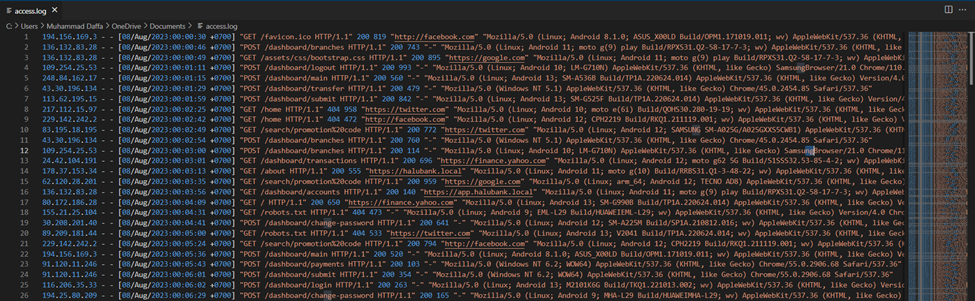 access.log
C: > Users > Muhammad Daffa > OneDrive > Documents > access.log
1 194.156.169.3 - - [08/Aug/2023:00:00:30 +0700] "GET /favicon.ico HTTP/1.1" 200 819 "http://facebook.com" "Mozilla/5.0 (Linux; Android 8.1.0; ASUS_X00LD Build/OPM1.171019.011; wv) AppleWebKit/537.36 (KHTML, like
2 136.132.83.28 - - [08/Aug/2023:00:00:46 +0700] "POST /dashboard/branches HTTP/1.1" 200 743 "-" "Mozilla/5.0 (Linux; Android 11; moto g(9) play Build/RPXS31.Q2-58-17-7-3; wv) AppleWebKit/537.36 (KHTML, like Ge
3 136.132.83.28 - - [08/Aug/2023:00:00:49 +0700] "GET /assets/css/bootstrap.css HTTP/1.1" 200 895 "https://google.com" "Mozilla/5.0 (Linux; Android 11; moto g(9) play Build/RPXS31.Q2-58-17-7-3; wv) AppleWebKit/5
4 109.254.25.53 - - [08/Aug/2023:00:01:11 +0700] "POST /dashboard/logout HTTP/1.1" 200 993 "-" "Mozilla/5.0 (Linux; Android 10; LM-G710N) AppleWebKit/537.36 (KHTML, like Gecko) SamsungBrowser/21.0 Chrome/110.
5 248.84.162.17 - - [08/Aug/2023:00:01:15 +0700] "POST /dashboard/main HTTP/1.1" 200 560 "-" "Mozilla/5.0 (Linux; Android 13; SM-A536B Build/TP1A.220624.014) AppleWebKit/537.36 (KHTML, like Gecko) Version/4.
6 43.30.196.134 - - [08/Aug/2023:00:01:29 +0700] "POST /dashboard/transfer HTTP/1.1" 200 479 "-" "Mozilla/5.0 (Windows NT 5.1) AppleWebKit/537.36 (KHTML, like Gecko) Chrome/45.0.2454.85 Safari/537.36"
7 113.62.195.15 - - [08/Aug/2023:00:01:59 +0700] "POST /dashboard/submit HTTP/1.1" 200 842 "-" "Mozilla/5.0 (Linux; Android 13; SM-G525F Build/TP1A.220624.014; wv) AppleWebKit/537.36 (KHTML, like Gecko)
8 217.112.15.97 - - [08/Aug/2023:00:02:25 +0700] "GET /home HTTP/1.1" 404 958 "https://twitter.com" "Mozilla/5.0 (Linux; Android 10; moto e(6i) Build/QOHS30.280-19-19; wv) AppleWebKit/537.36 (KHTML, like Geck
9 229.142.242.2 - - [08/Aug/2023:00:02:42 +0700] "GET /home HTTP/1.1" 404 472 "http://facebook.com" "Mozilla/5.0 (Linux; Android 12; CPH2219 Build/RKQ1.211119.001; wv) AppleWebKit/537.36 (KHTML, like Gecko)
10 83.195.18.195 - - [08/Aug/2023:00:02:49 +0700] "GET /search/promotion%20code HTTP/1.1" 200 772 "https://twitter.com" "Mozilla/5.0 (Linux; Android 12; SAMSUNG SM-A025G/A025GXXS5CWB1) AppleWebKit/537.36 (KHTML
11 43.30.196.134 - - [08/Aug/2023:00:02:54 +0700] "POST /dashboard/branches HTTP/1.1" 200 760 "-" "Mozilla/5.0 (Windows NT 5.1) AppleWebKit/537.36 (KHTML, like Gecko) Chrome/45.0.2454.85 Safari/537.36"
12 109.254.25.53 - - [08/Aug/2023:00:03:00 +0700] "POST /dashboard/main HTTP/1.1" 200 114 "-" "Mozilla/5.0 (Linux; Android 10; LM-G710N) AppleWebKit/537.36 (KHTML, like Gecko) SamsungBrowser/21.0 Chrome/11
13 24.42.104.191 - - [08/Aug/2023:00:03:01 +0700] "GET /dashboard/transactions HTTP/1.1" 200 696 "https://finance.yahoo.com" "Mozilla/5.0 (Linux; Android 12; moto g62 5G Build/S1SSS32.53-85-4-2; wv) AppleWebKit
14 178.37.153.34 - - [08/Aug/2023:00:03:15 +0700] "GET /about HTTP/1.1" 200 555 "https://halubank.local" "Mozilla/5.0 (Linux; Android 11; moto g(10) Build/RRBS31.Q1-3-48-22; wv) AppleWebKit/537.36 (KHTML, like
15 62.120.28.201 - - [08/Aug/2023:00:03:35 +0700] "GET /search/promotion%20code HTTP/1.1" 200 959 "https://google.com" "Mozilla/5.0 (Linux; arm_64; Android 12; TECNO AD8) AppleWebKit/537.36 (KHTML, like Gecko)
16 136.132.83.28 - - [08/Aug/2023:00:03:56 +0700] "GET /dashboard/accounts HTTP/1.1" 200 140 "https://app.halubank.local" "Mozilla/5.0 (Linux; Android 11; moto g(9) play Build/RPXS31.Q2-58-17-7-3; wv) AppleWebK
17 80.172.186.28 - - [08/Aug/2023:00:04:09 +0700] "GET / HTTP/1.1" 200 650 "https://finance.yahoo.com" "Mozilla/5.0 (Linux; Android 13; SM-G990B Build/TP1A.220624.014; wv) AppleWebKit/537.36 (KHTML, like Gecko
18 155.21.25.104 - - [08/Aug/2023:00:04:31 +0700] "GET /robots.txt HTTP/1.1" 404 473 "-" "Mozilla/5.0 (Linux; Android 9; EML-L29 Build/HUAWEIEML-L29; wv) AppleWebKit/537.36 (KHTML, like Gecko) Version/4.0 Chro
19 30.208.201.40 - - [08/Aug/2023:00:04:41 +0700] "POST /dashboard/change-password HTTP/1.1" 200 641 "-" "Mozilla/5.0 (Linux; Android 12; SM-A225M Build/SP1A.210812.016; wv) AppleWebKit/537.36 (KHTML, like Geck
20 89.209.181.44 - - [08/Aug/2023:00:05:00 +0700] "GET /robots.txt HTTP/1.1" 404 533 "https://twitter.com" "Mozilla/5.0 (Linux; Android 13; V2041 Build/TP1A.220624.014; wv) AppleWebKit/537.36 (KHTML, like Gecko
21 229.142.242.2 - - [08/Aug/2023:00:05:24 +0700] "GET /search/promotion%20code HTTP/1.1" 200 794 "http://facebook.com" "Mozilla/5.0 (Linux; Android 12; CPH2219 Build/RKQ1.211119.001; wv) AppleWebKit/537.36 (KHT
22 194.156.169.3 - - [08/Aug/2023:00:05:36 +0700] "POST /dashboard/main HTTP/1.1" 200 520 "-" "Mozilla/5.0 (Linux; Android 8.1.0; ASUS_X00LD Build/OPM1.171019.011; wv) AppleWebKit/537.36 (KHTML, like Gecko)
23 91.120.11.246 - - [08/Aug/2023:00:05:43 +0700] "POST /dashboard/payments HTTP/1.1" 200 103 "-" "Mozilla/5.0 (Windows NT 6.2; WOW64) AppleWebKit/537.36 (KHTML, like Gecko) Chrome/55.0.2906.68 Safari/537.36"
24 91.120.11.246 - - [08/Aug/2023:00:06:01 +0700] "POST /dashboard/submit HTTP/1.1" 200 354 "-" "Mozilla/5.0 (Windows NT 6.2; WOW64) AppleWebKit/537.36 (KHTML, like Gecko) Chrome/55.0.2906.68 Safari/537.36"
25 116.206.35.33 - - [08/Aug/2023:00:06:12 +0700] "POST /dashboard/login HTTP/1.1" 200 263 "-" "Mozilla/5.0 (Linux; Android 13; M2101K6G Build/TKQ1.221013.002; wv) AppleWebKit/537.36 (KHTML, like Gecko) Versio
26 194.25.80.209 - - [08/Aug/2023:00:06:29 +0700] "POST /dashboard/change-password HTTP/1.1" 200 165 "-" "Mozilla/5.0 (Linux; Android 9; MHA-L29 Build/HUAWEIMHA-L29; wv) AppleWebKit/537.36 (KHTML, like Gecko)